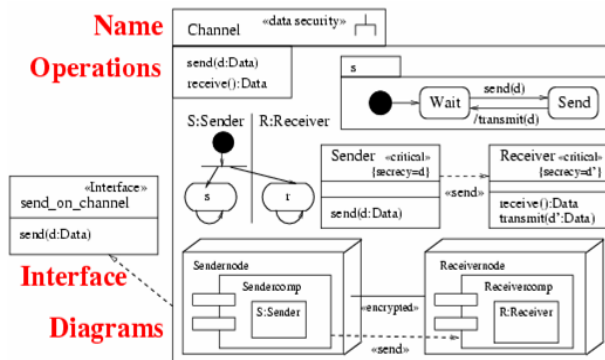 Name
Channel «data security»
Operations
send(d:Data)
receive():Data
s
Wait
send(d)
/transmit(d)
Send
S:Sender
R:Receiver
s
r
Sender «critical»
{secrecy=d}
send(d:Data)
«send»
Receiver «critical»
{secrecy=d'}
receive():Data
transmit(d':Data)
«Interface»
send_on_channel
send(d:Data)
Interface
Diagrams
Sendernode
Sendercomp
S:Sender
«encrypted»
«send»
Receivernode
Receivercomp
R:Receiver